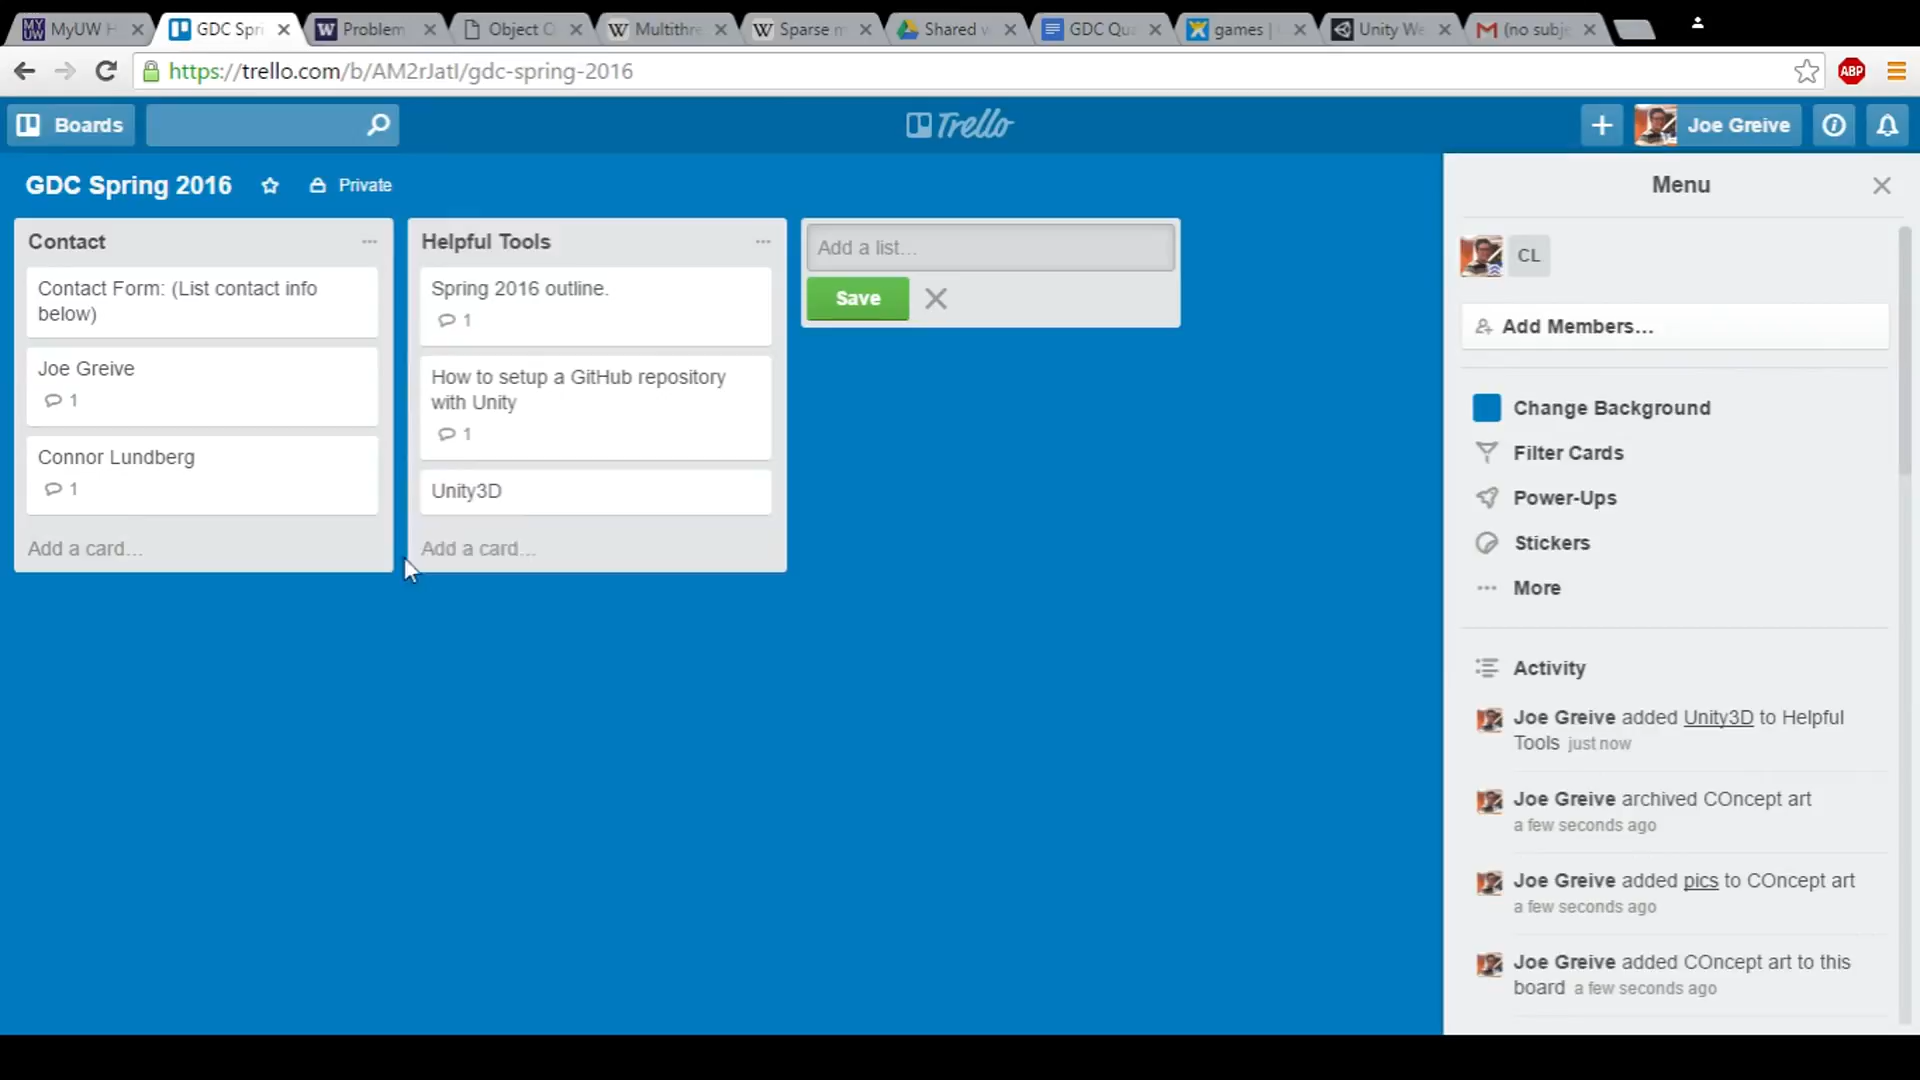 MyUW H
GDC Spri
Problem
Object O
Multithre
Sparse m
Shared w
GDC Qua
games |
Unity We
(no subje
https://trello.com/b/AM2rJatI/gdc-spring-2016
ABP
Boards
Trello
Joe Greive
GDC Spring 2016
Private
Contact
Contact Form: (List contact info
below)
Joe Greive
1
Connor Lundberg
1
Add a card...
Helpful Tools
Spring 2016 outline.
1
How to setup a GitHub repository
with Unity
1
Unity3D
Add a card...
Add a list...
Save
Menu
CL
Add Members...
Change Background
Filter Cards
Power-Ups
Stickers
More
Activity
Joe Greive added Unity3D to Helpful
Tools just now
Joe Greive archived COncept art
a few seconds ago
Joe Greive added pics to COncept art
a few seconds ago
Joe Greive added COncept art to this
board a few seconds ago